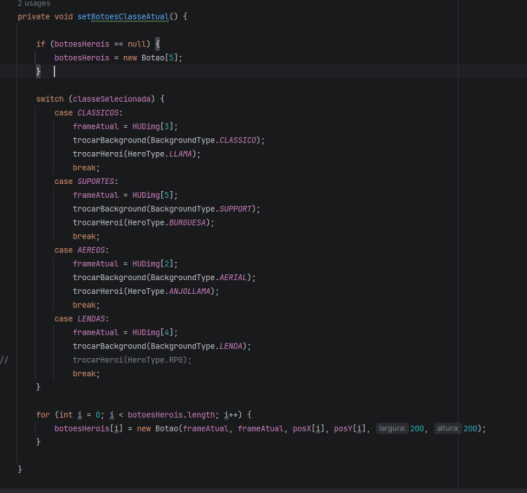 2 usages
private void setBotoesClasseAtual() {
if (botoesHerois == null) {
botoesHerois = new Botao[5];
}
switch (classeSelecionada) {
case CLASSICOS:
frameAtual = HUDimg[3];
trocarBackground(BackgroundType.CLASSICO);
trocarHeroi(HeroType.LLAMA);
break;
case SUPORTES:
frameAtual = HUDimg[5];
trocarBackground(BackgroundType.SUPPORT);
trocarHeroi(HeroType.BURGUESA);
break;
case AEREOS:
frameAtual = HUDimg[2];
trocarBackground(BackgroundType.AERIAL);
trocarHeroi(HeroType.ANJOLLAMA);
break;
case LENDAS:
frameAtual = HUDimg[4];
trocarBackground(BackgroundType.LENDA);
// trocarHeroi(HeroType.RPG);
break;
}
for (int i = 0; i < botoesHerois.length; i++) {
botoesHerois[i] = new Botao(frameAtual, frameAtual, posX[i], posY[i], largura: 200, altura: 200);
}
}